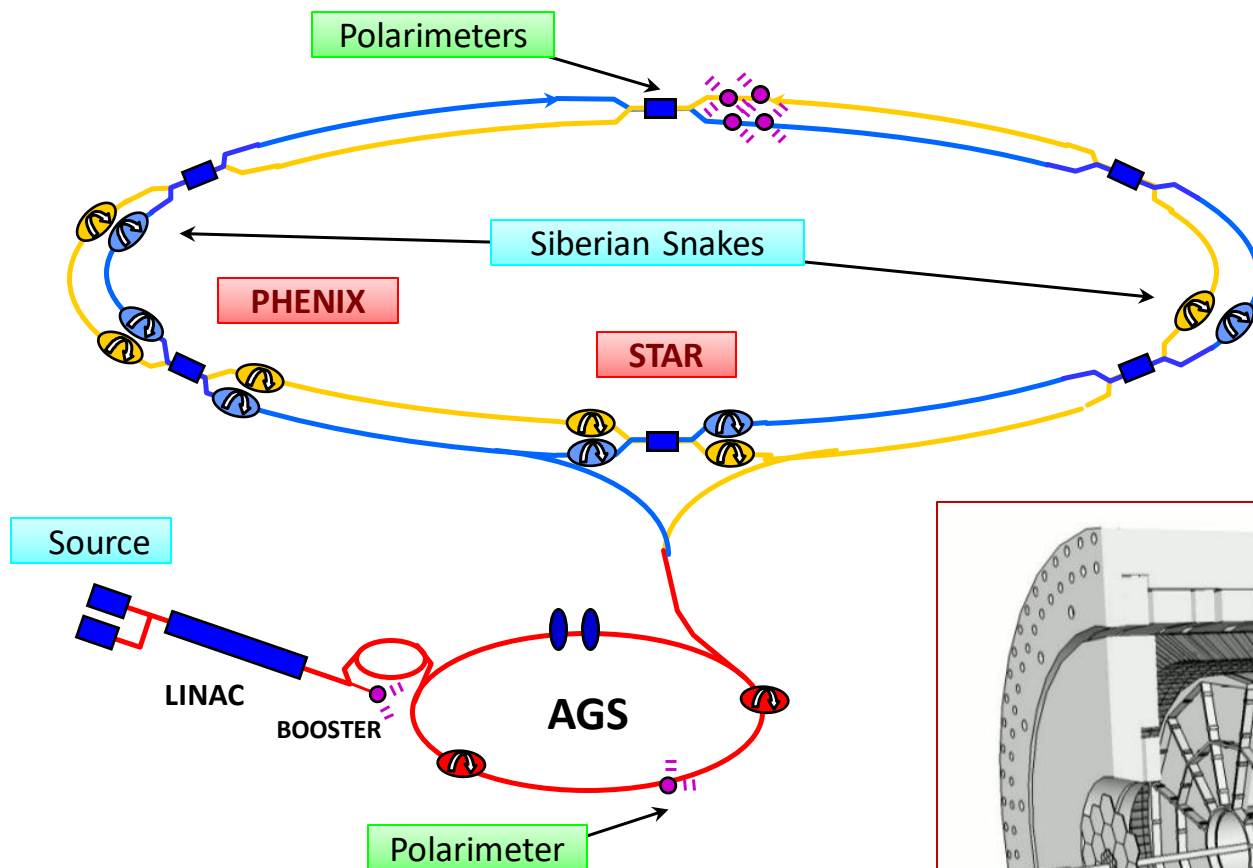 Polarimeters
Siberian Snakes
PHENIX
STAR
Source
LINAC
BOOSTER
AGS
Polarimeter